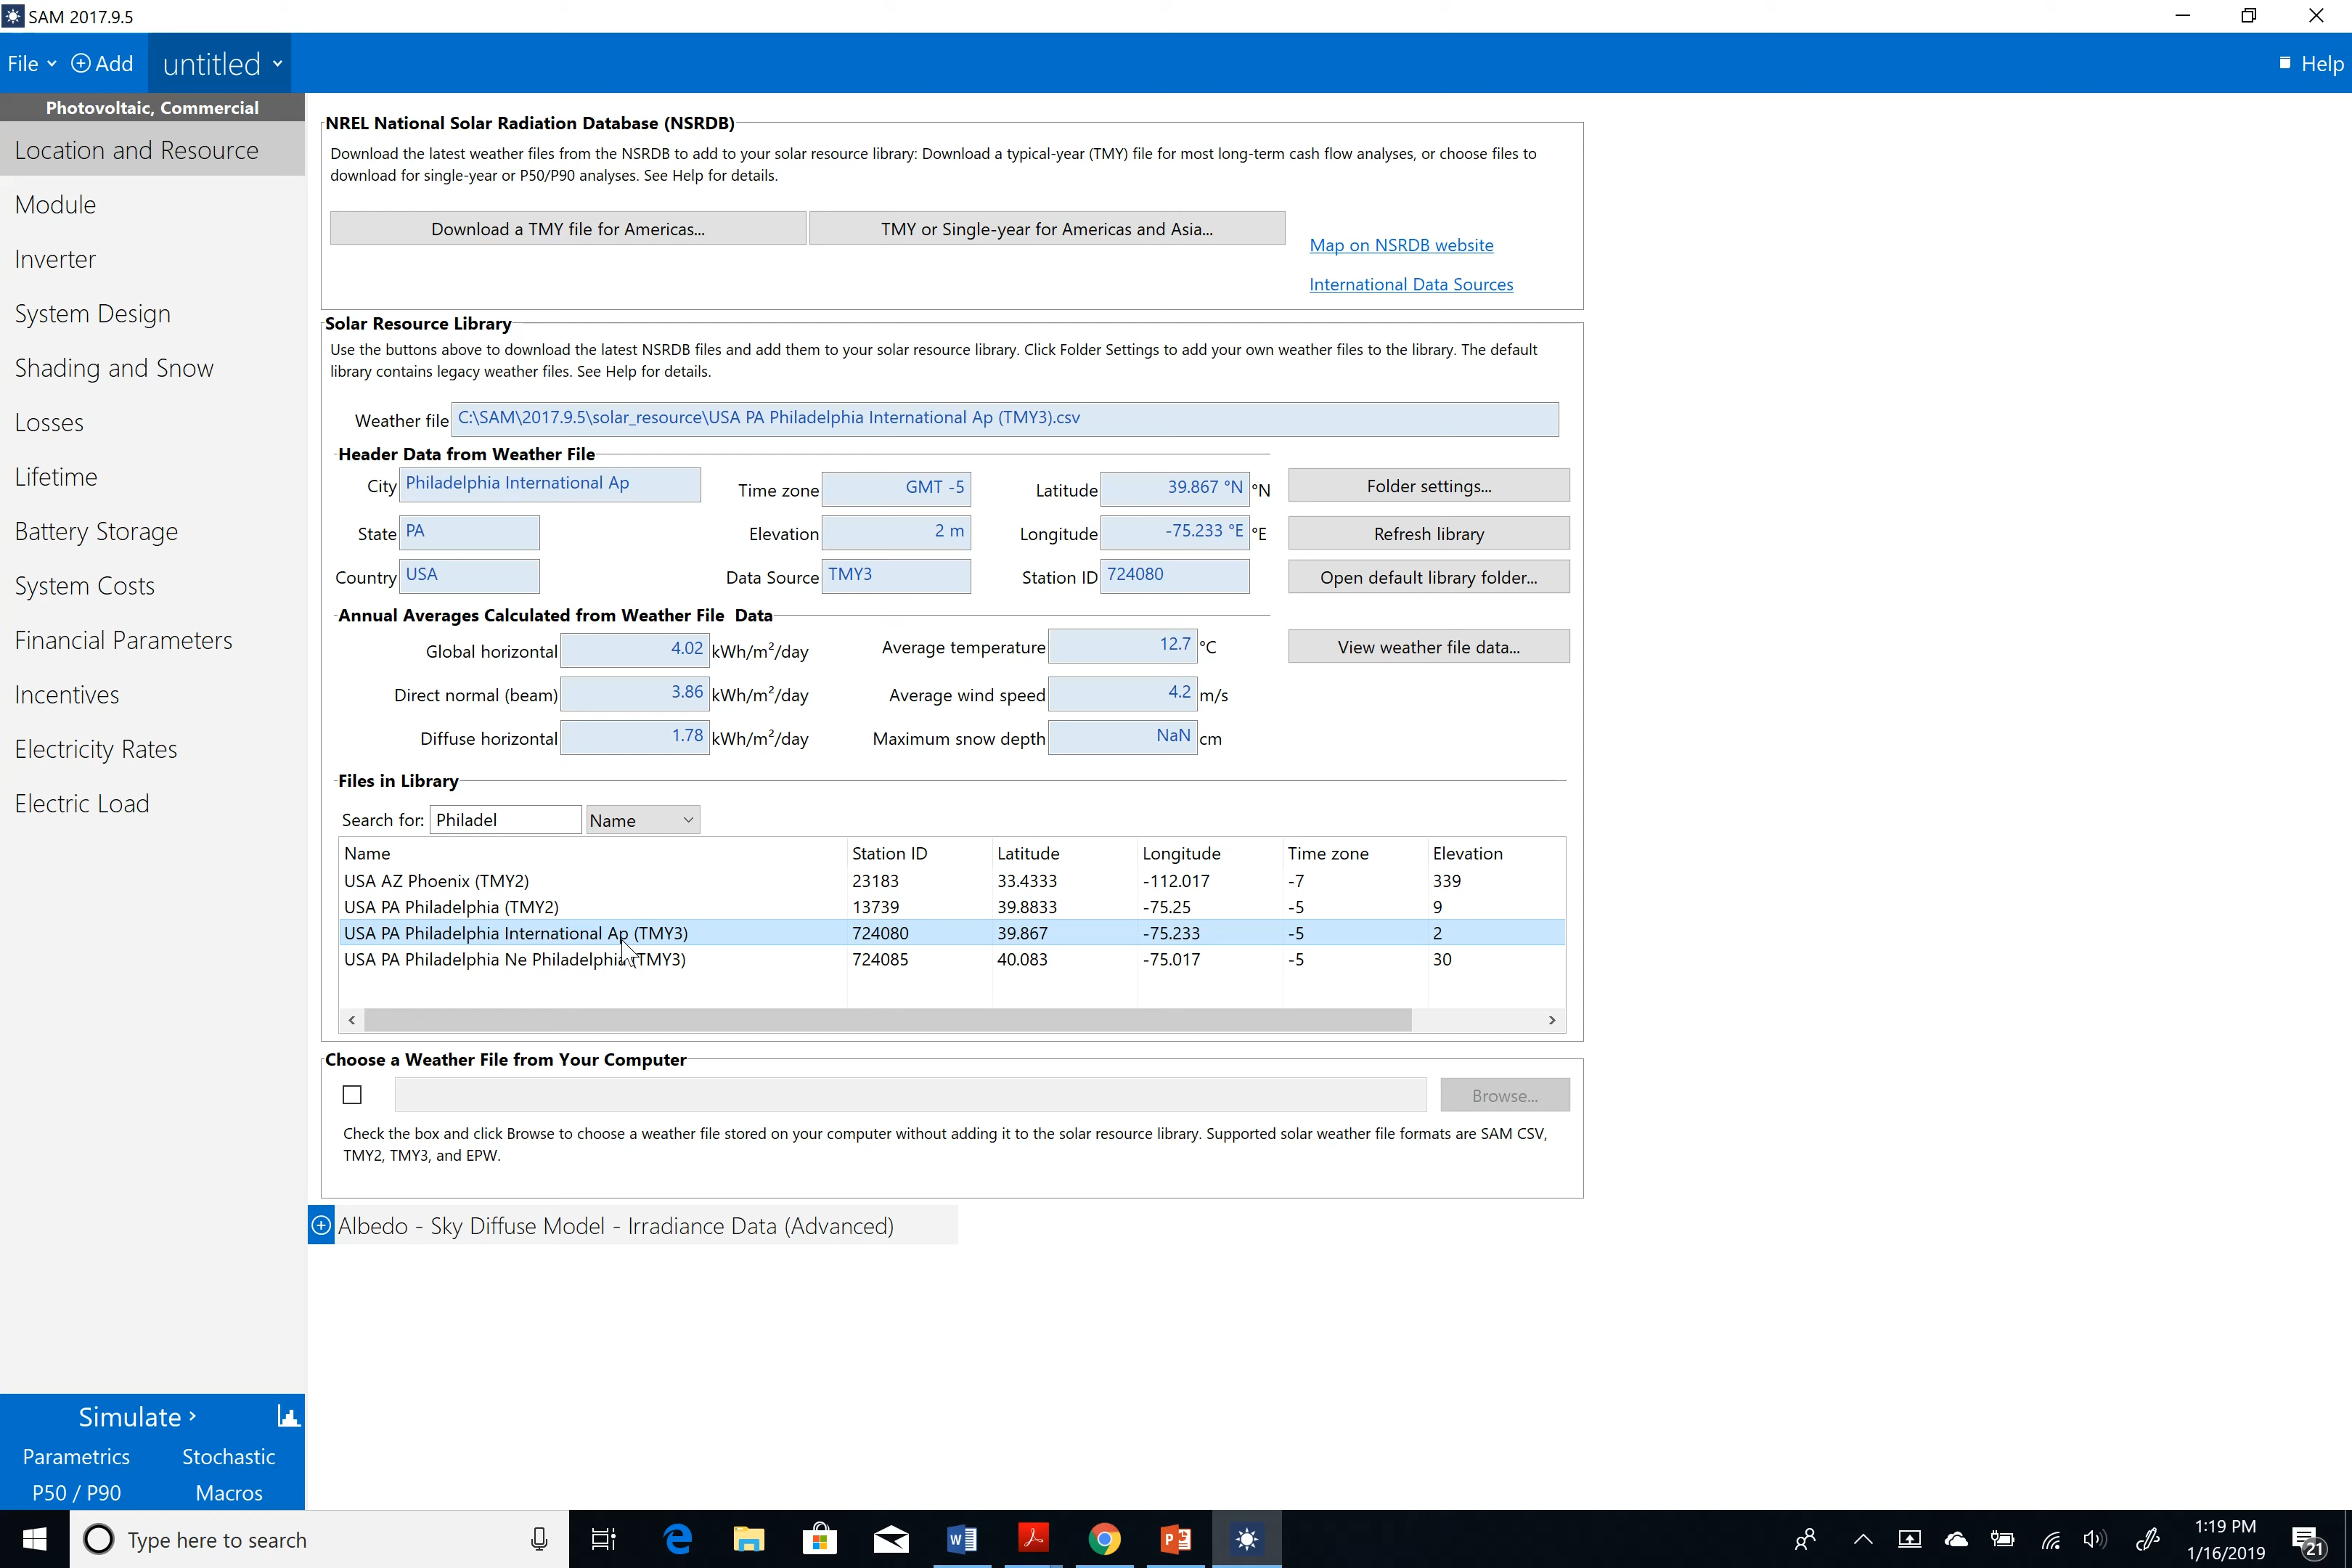 SAM 2017.9.5
File Add untitled Help
Photovoltaic, Commercial
Location and Resource
Module
Inverter
System Design
Shading and Snow
Losses
Lifetime
Battery Storage
System Costs
Financial Parameters
Incentives
Electricity Rates
Electric Load
Simulate >
Parametrics Stochastic
P50 / P90 Macros
NREL National Solar Radiation Database (NSRDB)
Download the latest weather files from the NSRDB to add to your solar resource library: Download a typical-year (TMY) file for most long-term cash flow analyses, or choose files to
download for single-year or P50/P90 analyses. See Help for details.
Download a TMY file for Americas... TMY or Single-year for Americas and Asia...
Map on NSRDB website
International Data Sources
Solar Resource Library
Use the buttons above to download the latest NSRDB files and add them to your solar resource library. Click Folder Settings to add your own weather files to the library. The default
library contains legacy weather files. See Help for details.
Weather file C:\SAM\2017.9.5\solar_resource\USA PA Philadelphia International Ap (TMY3).csv
Header Data from Weather File
City Philadelphia International Ap Time zone GMT -5 Latitude 39.867 °N °N Folder settings...
State PA Elevation 2 m Longitude -75.233 °E °E Refresh library
Country USA Data Source TMY3 Station ID 724080 Open default library folder...
Annual Averages Calculated from Weather File Data
Global horizontal 4.02 kWh/m²/day Average temperature 12.7 °C View weather file data...
Direct normal (beam) 3.86 kWh/m²/day Average wind speed 4.2 m/s
Diffuse horizontal 1.78 kWh/m²/day Maximum snow depth NaN cm
Files in Library
Search for: Philadel Name
Name Station ID Latitude Longitude Time zone Elevation
USA AZ Phoenix (TMY2) 23183 33.4333 -112.017 -7 339
USA PA Philadelphia (TMY2) 13739 39.8833 -75.25 -5 9
USA PA Philadelphia International Ap (TMY3) 724080 39.867 -75.233 -5 2
USA PA Philadelphia Ne Philadelphia (TMY3) 724085 40.083 -75.017 -5 30
Choose a Weather File from Your Computer
Browse...
Check the box and click Browse to choose a weather file stored on your computer without adding it to the solar resource library. Supported solar weather file formats are SAM CSV,
TMY2, TMY3, and EPW.
Albedo - Sky Diffuse Model - Irradiance Data (Advanced)
Type here to search
1:19 PM
1/16/2019
21